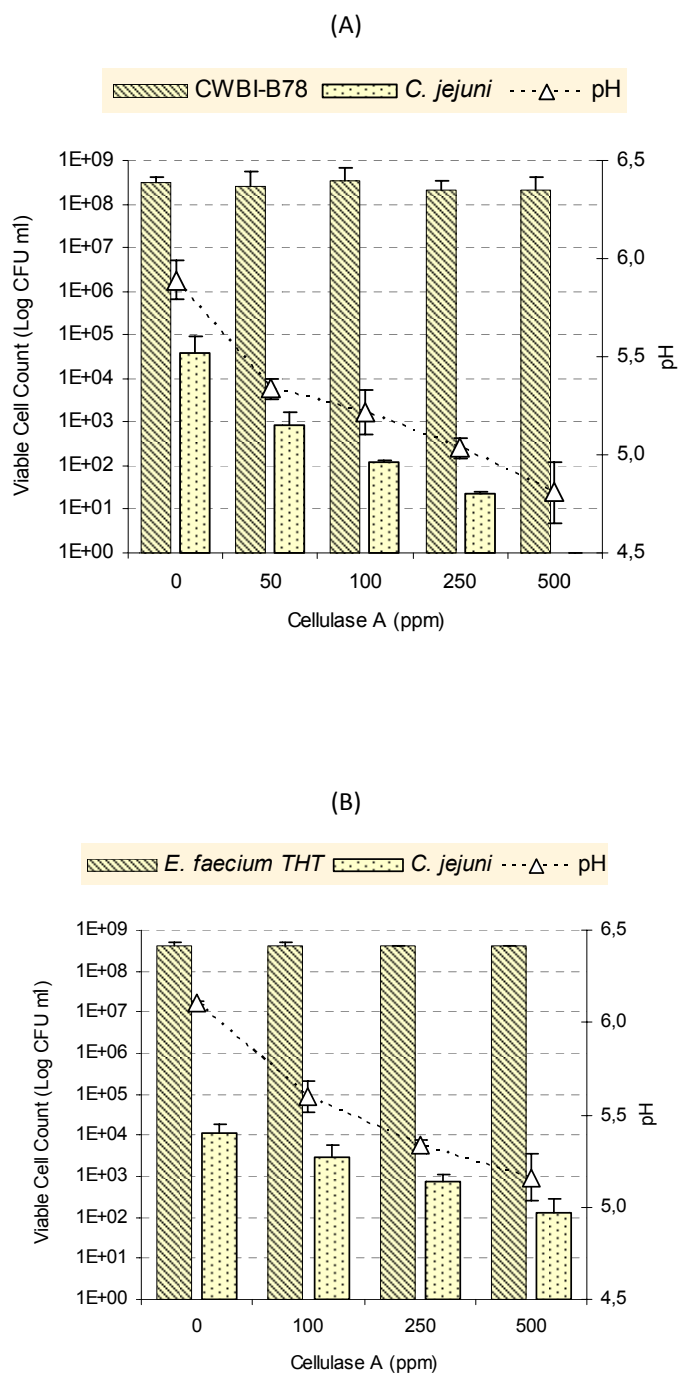 (A)
CWBI-B78 C. jejuni pH
1E+09
1E+08
1E+07
1E+06
1E+05
1E+04
1E+03
1E+02
1E+01
1E+00
Viable Cell Count (Log CFU ml)
6,5
6,0
5,5
5,0
4,5
pH
0 50 100 250 500
Cellulase A (ppm)
(B)
E. faecium THT C. jejuni pH
1E+09
1E+08
1E+07
1E+06
1E+05
1E+04
1E+03
1E+02
1E+01
1E+00
Viable Cell Count (Log CFU ml)
6,5
6,0
5,5
5,0
4,5
pH
0 100 250 500
Cellulase A (ppm)